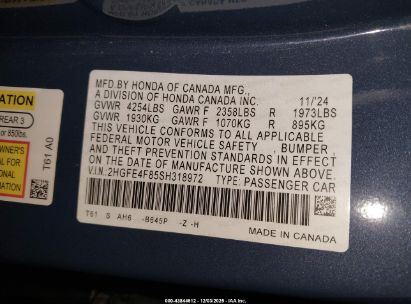 MFD.BY HONDA OF CANADA MFG.,
A DIVISION OF HONDA CANADA INC. 11/'24
GVWR 4254LBS GAWR F 2358LBS R 1973LBS
GVWR 1930KG GAWR F 1070KG R 895KG
THIS VEHICLE CONFORMS TO ALL APPLICABLE
FEDERAL MOTOR VEHICLE SAFETY, BUMPER,
AND THEFT PREVENTION STANDARDS IN EFFECT
ON THE DATE OF MANUFACTURE SHOWN ABOVE.
V.I.N. 2HGFE4F85SH318972 TYPE: PASSENGER CAR
T61 S AH6 -B645P -Z -H
MADE IN CANADA
REAR 3
or 850lbs.
OWNER'S
T61 A0